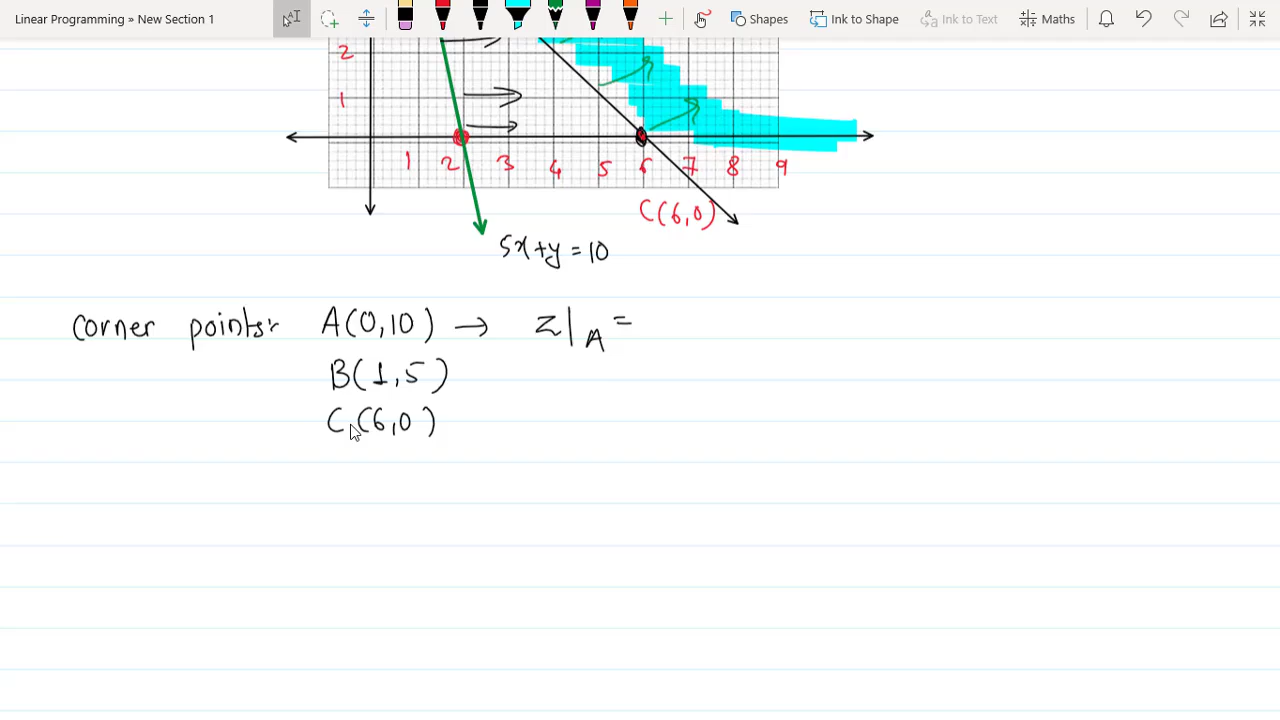 Linear Programming » New Section 1
Shapes
Ink to Shape
Ink to Text
Maths
2
1
1 2 3 4 5 6 7 8 9
C(6,0)
5x+y=10
Corner points: A(0,10) → Z|A =
B(1,5)
C(6,0)